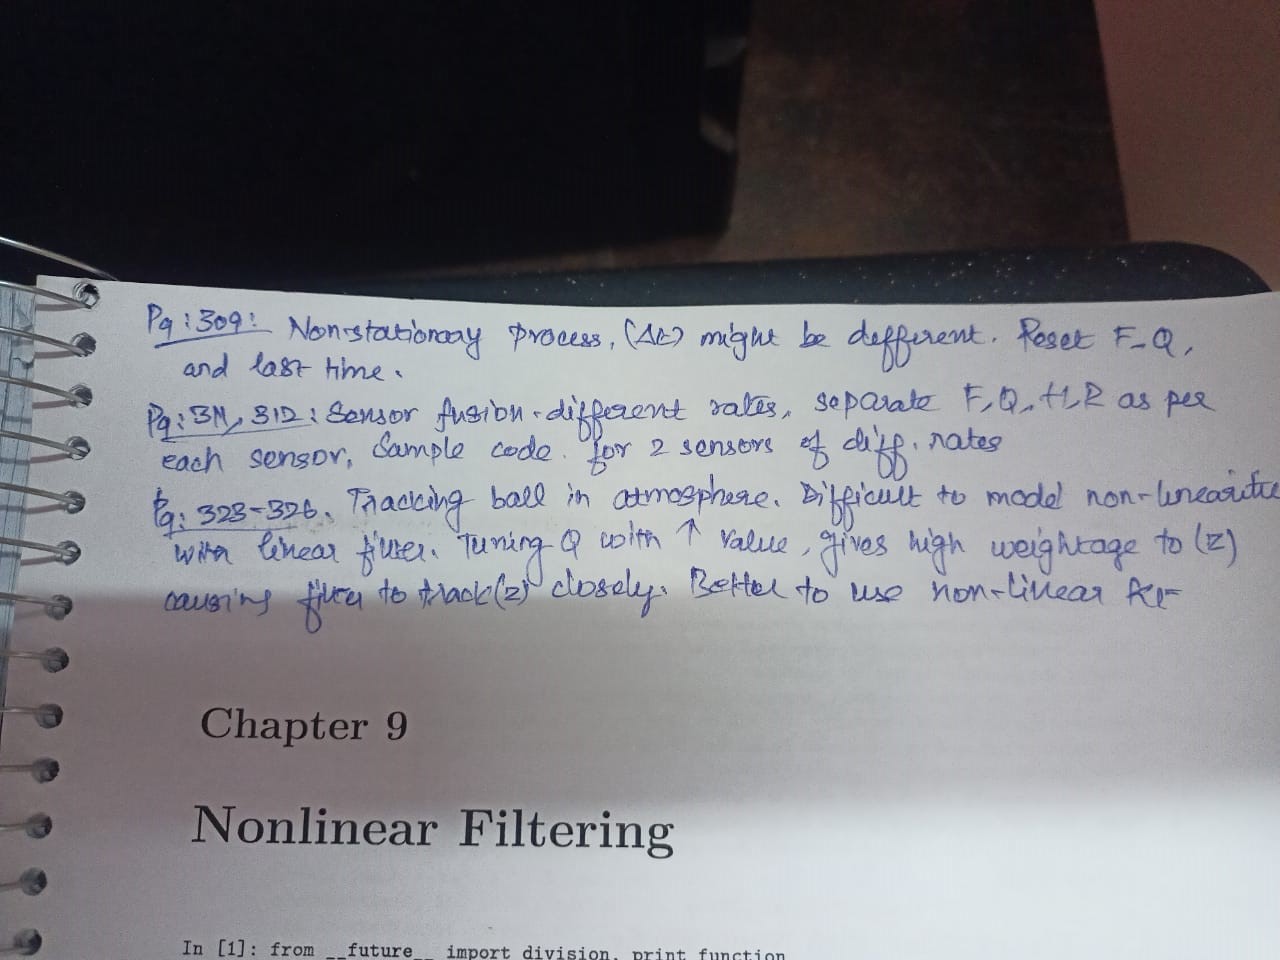 Pg: 309: Non-stationary process, (Δt) might be different. Reset F-Q,
and last time.
Pg: 311, 312: Sensor fusion - different rates, separate F, Q, H, R as per
each sensor, Sample code for 2 sensors of diff. rates
Pg: 323-326. Tracking ball in atmosphere. Difficult to model non-linearities
with linear filter. Tuning Q with ↑ value, gives high weightage to (z)
causing filter to track (z) closely. Better to use non-linear KF
Chapter 9
Nonlinear Filtering
In [1]: from __future__ import division, print_function